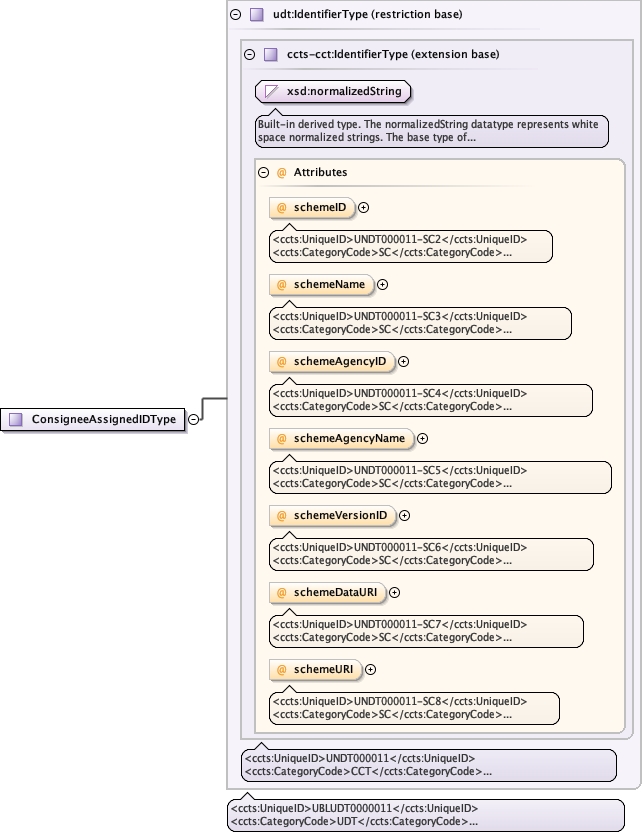 udt:IdentifierType (restriction base)
ccts-cct:IdentifierType (extension base)
xsd:normalizedString
Built-in derived type. The normalizedString datatype represents white
space normalized strings. The base type of...
@ Attributes
@ schemeID
<ccts:UniqueID>UNDT000011-SC2</ccts:UniqueID>
<ccts:CategoryCode>SC</ccts:CategoryCode>...
@ schemeName
<ccts:UniqueID>UNDT000011-SC3</ccts:UniqueID>
<ccts:CategoryCode>SC</ccts:CategoryCode>...
@ schemeAgencyID
<ccts:UniqueID>UNDT000011-SC4</ccts:UniqueID>
<ccts:CategoryCode>SC</ccts:CategoryCode>...
ConsigneeAssignedIDType
@ schemeAgencyName
<ccts:UniqueID>UNDT000011-SC5</ccts:UniqueID>
<ccts:CategoryCode>SC</ccts:CategoryCode>...
@ schemeVersionID
<ccts:UniqueID>UNDT000011-SC6</ccts:UniqueID>
<ccts:CategoryCode>SC</ccts:CategoryCode>...
@ schemeDataURI
<ccts:UniqueID>UNDT000011-SC7</ccts:UniqueID>
<ccts:CategoryCode>SC</ccts:CategoryCode>...
@ schemeURI
<ccts:UniqueID>UNDT000011-SC8</ccts:UniqueID>
<ccts:CategoryCode>SC</ccts:CategoryCode>...
<ccts:UniqueID>UNDT000011</ccts:UniqueID>
<ccts:CategoryCode>CCT</ccts:CategoryCode>...
<ccts:UniqueID>UBLUDT0000011</ccts:UniqueID>
<ccts:CategoryCode>UDT</ccts:CategoryCode>...